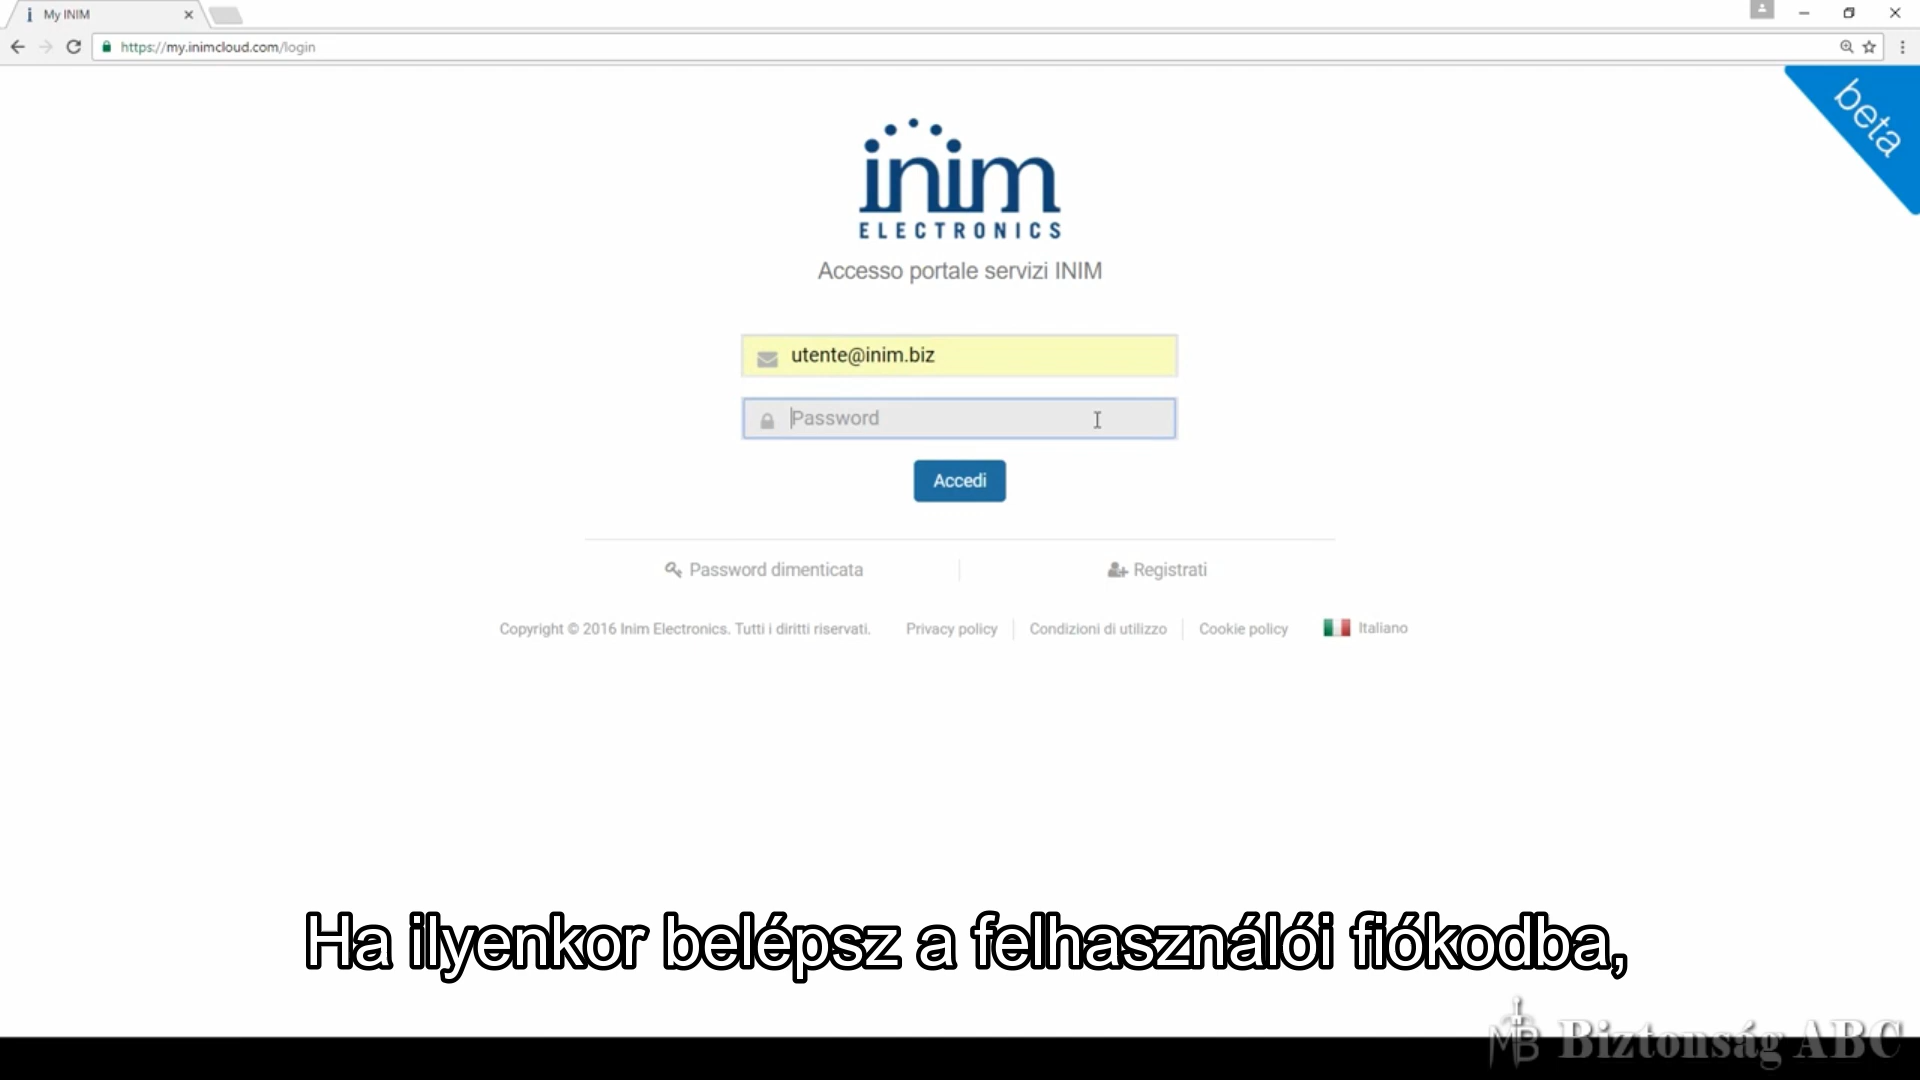 My INIM
https://my.inimcloud.com/login
beta
inim
ELECTRONICS
Accesso portale servizi INIM
utente@inim.biz
Password
Accedi
Password dimenticata
Registrati
Copyright © 2016 Inim Electronics. Tutti i diritti riservati. Privacy policy Condizioni di utilizzo Cookie policy Italiano
Ha ilyenkor belépsz a felhasználói fiókodba,
MB Biztonság ABC